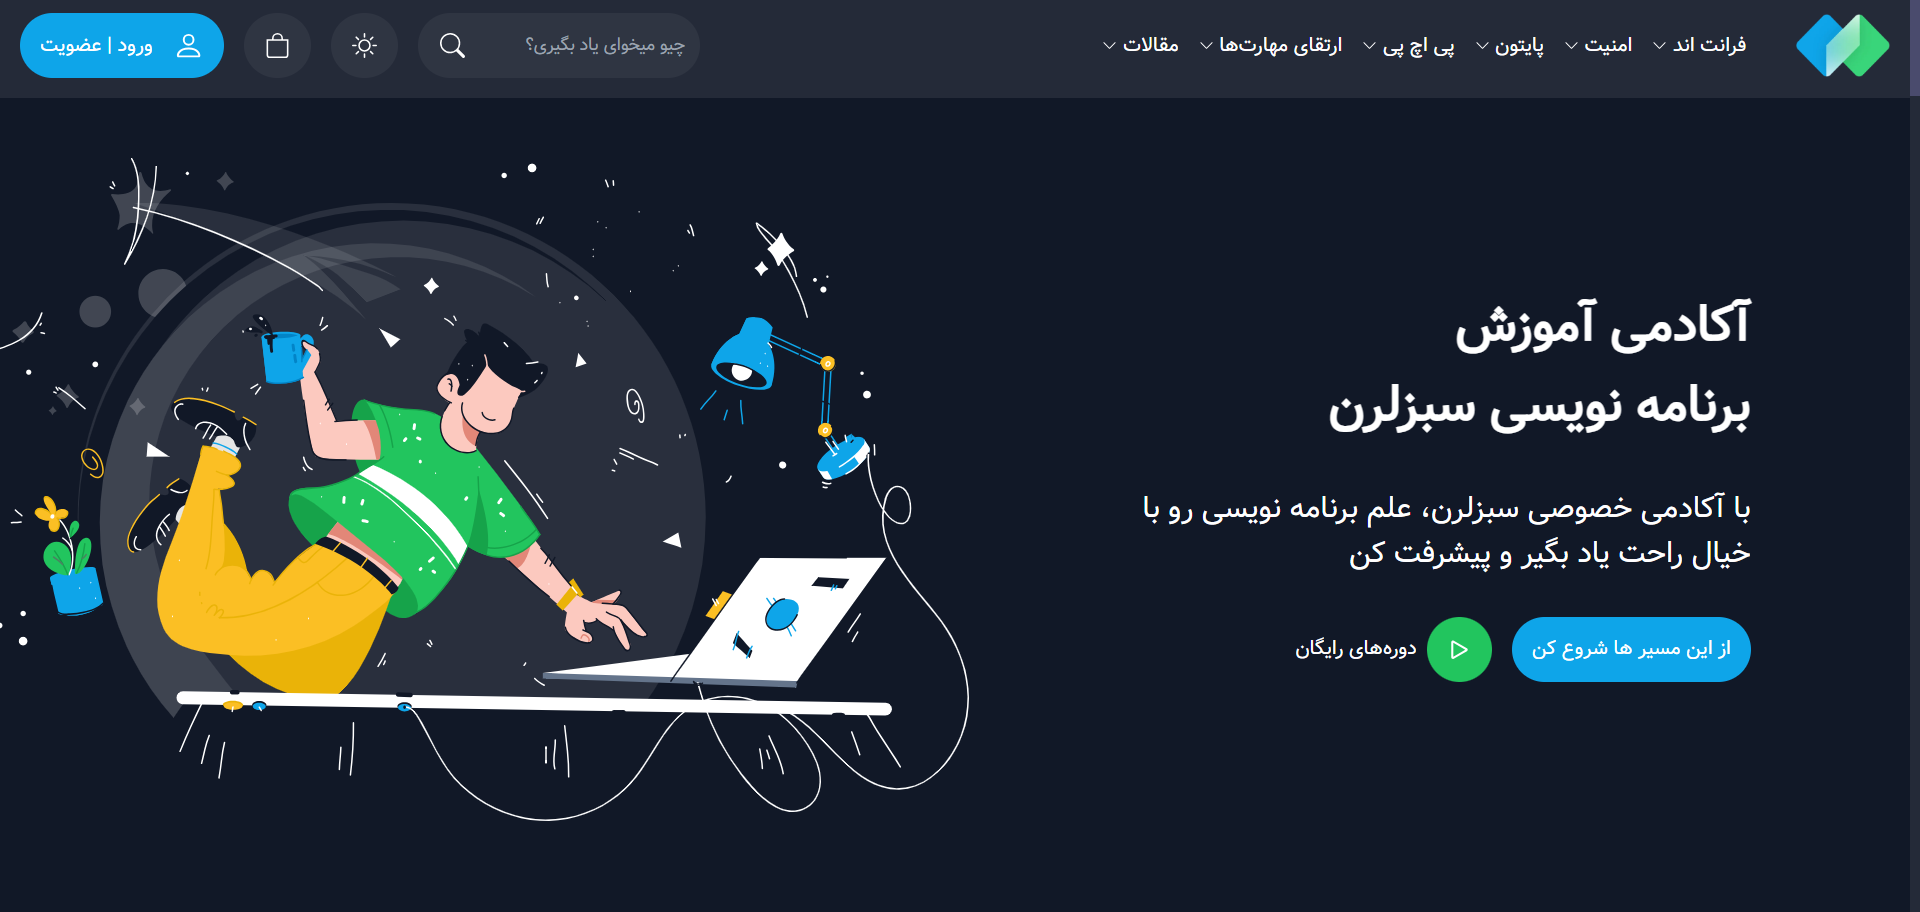 فرانت اند
امنیت
پایتون
پی اچ پی
ارتقای مهارت‌ها
مقالات
چیو میخوای یاد بگیری؟
ورود | عضویت
آکادمی آموزش
برنامه نویسی سبزلرن
با آکادمی خصوصی سبزلرن، علم برنامه نویسی رو با
خیال راحت یاد بگیر و پیشرفت کن
از این مسیر ها شروع کن
دوره‌های رایگان